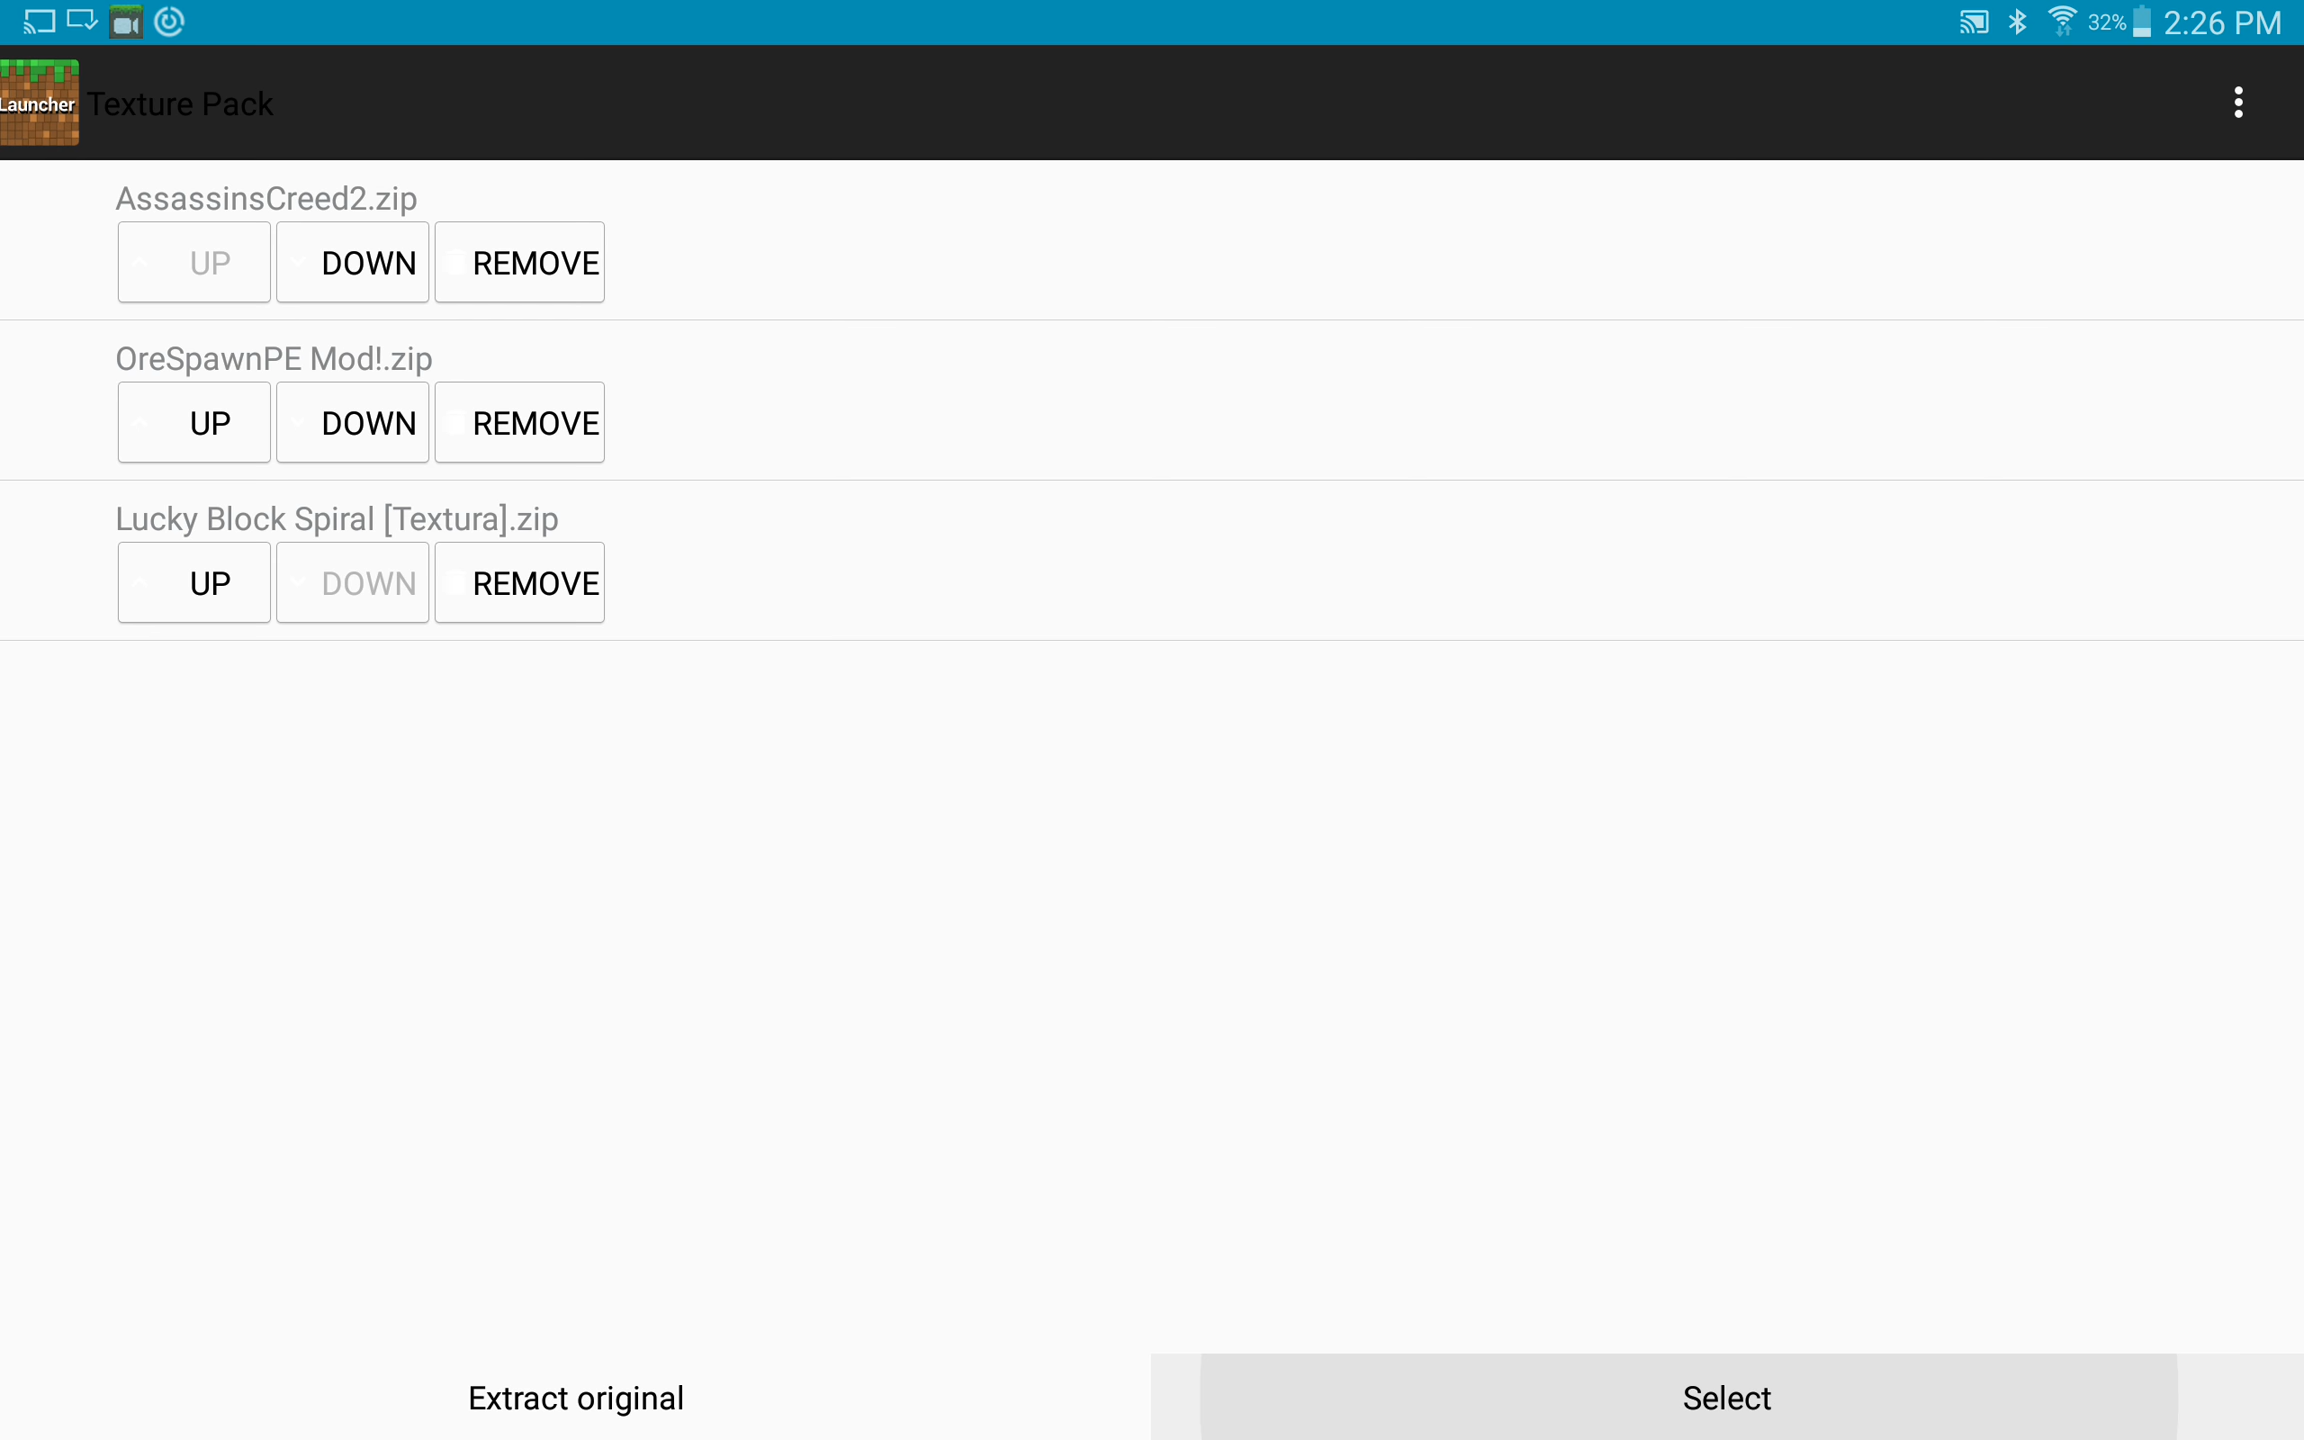 32% 2:26 PM
Launcher Texture Pack
AssassinsCreed2.zip
UP DOWN REMOVE
OreSpawnPE Mod!.zip
UP DOWN REMOVE
Lucky Block Spiral [Textura].zip
UP DOWN REMOVE
Extract original Select